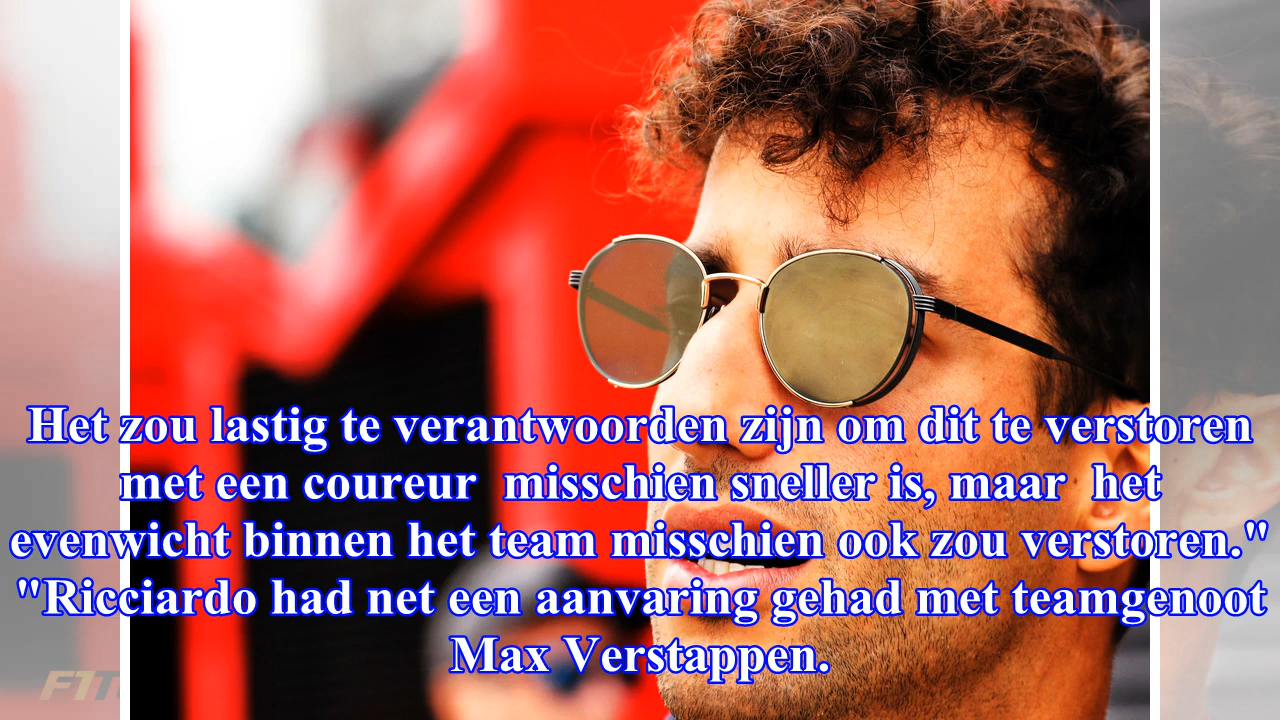 Het zou lastig te verantwoorden zijn om dit te verstoren
met een coureur  misschien sneller is, maar  het
evenwicht binnen het team misschien ook zou verstoren."
"Ricciardo had net een aanvaring gehad met teamgenoot
Max Verstappen.